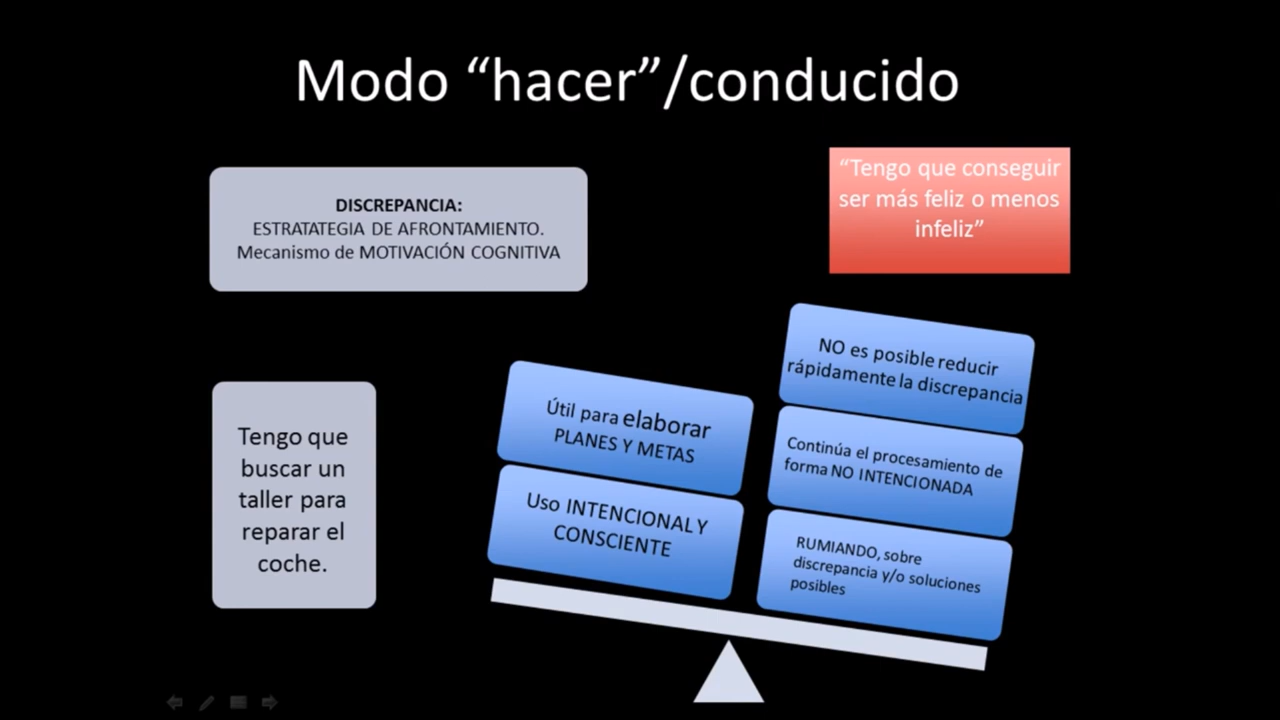 Modo “hacer”/conducido
DISCREPANCIA:
ESTRATATEGIA DE AFRONTAMIENTO.
Mecanismo de MOTIVACIÓN COGNITIVA
“Tengo que conseguir
ser más feliz o menos
infeliz”
Tengo que
buscar un
taller para
reparar el
coche.
Útil para elaborar
PLANES Y METAS
Uso INTENCIONAL Y
CONSCIENTE
NO es posible reducir
rápidamente la discrepancia
Continúa el procesamiento de
forma NO INTENCIONADA
RUMIANDO, sobre
discrepancia y/o soluciones
posibles